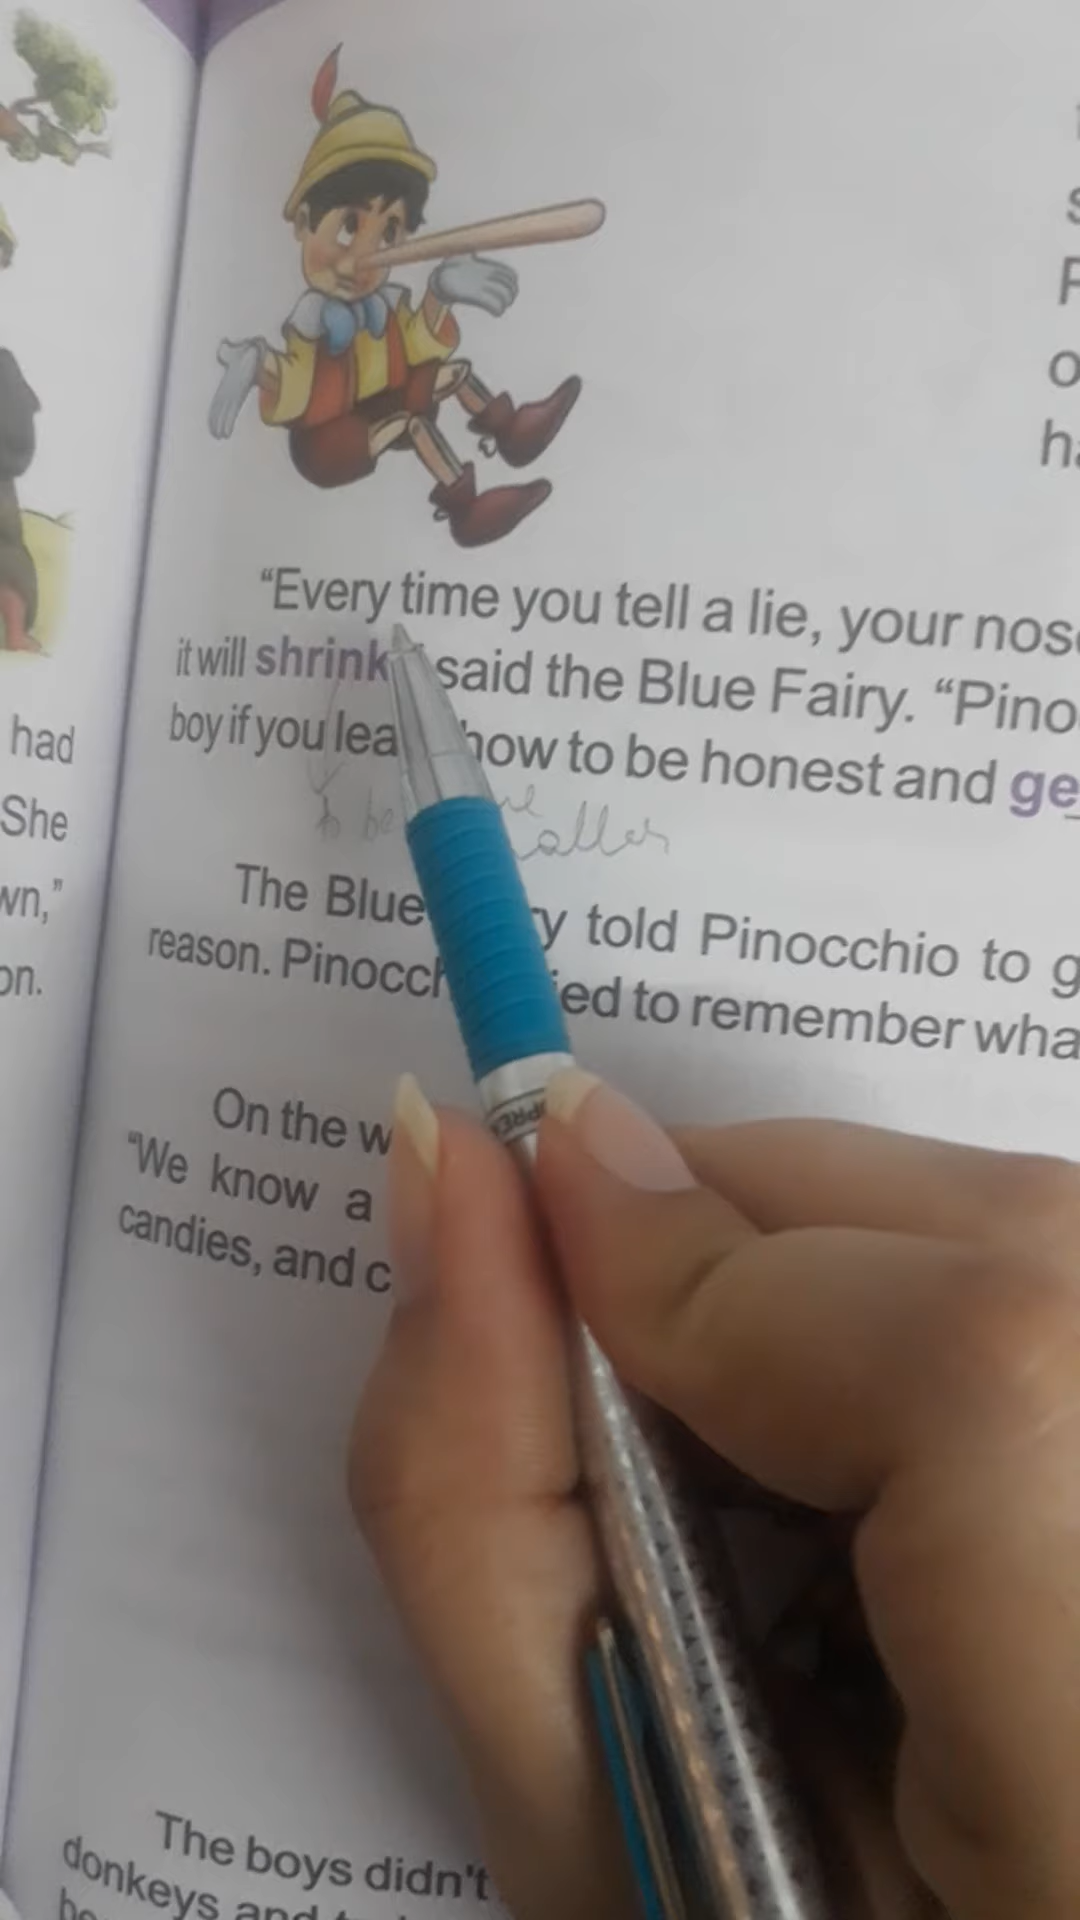 had
She
wn,”
on.
“Every time you tell a lie, your nos
it will shrink said the Blue Fairy. “Pino
boy if you lea how to be honest and ge
to be
aller
The Blue y told Pinocchio to g
reason. Pinocch ied to remember wha
On the w
“We know a
candies, and c
The boys didn't
donkeys and